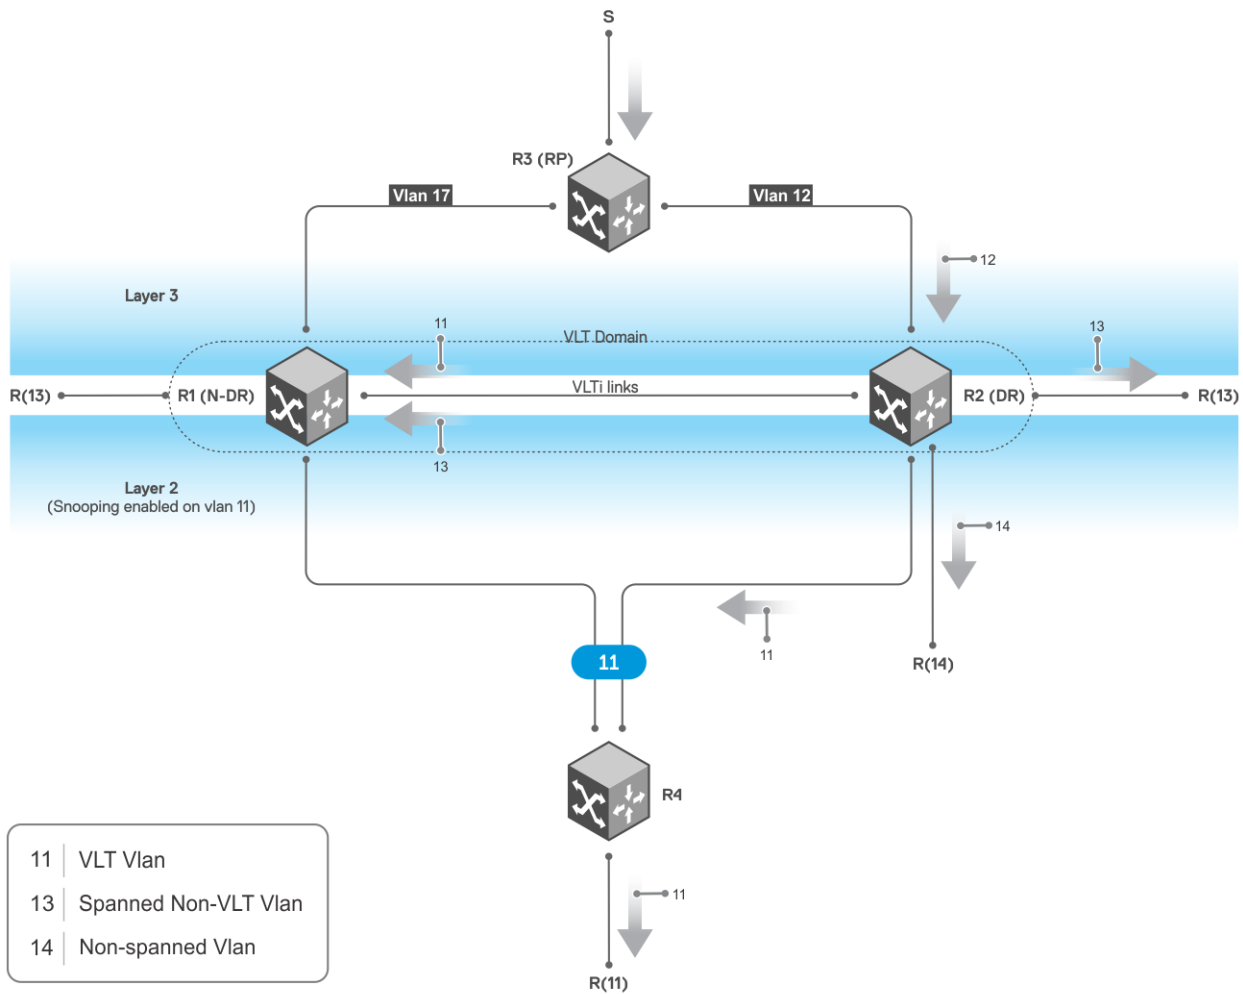 S
R3 (RP)
Vlan 17
Vlan 12
12
Layer 3
11
VLT Domain
13
R(13)
R1 (N-DR)
VLTi links
R2 (DR)
R(13)
13
Layer 2
(Snooping enabled on vlan 11)
14
11
11
R(14)
R4
11
R(11)
11 VLT Vlan
13 Spanned Non-VLT Vlan
14 Non-spanned Vlan